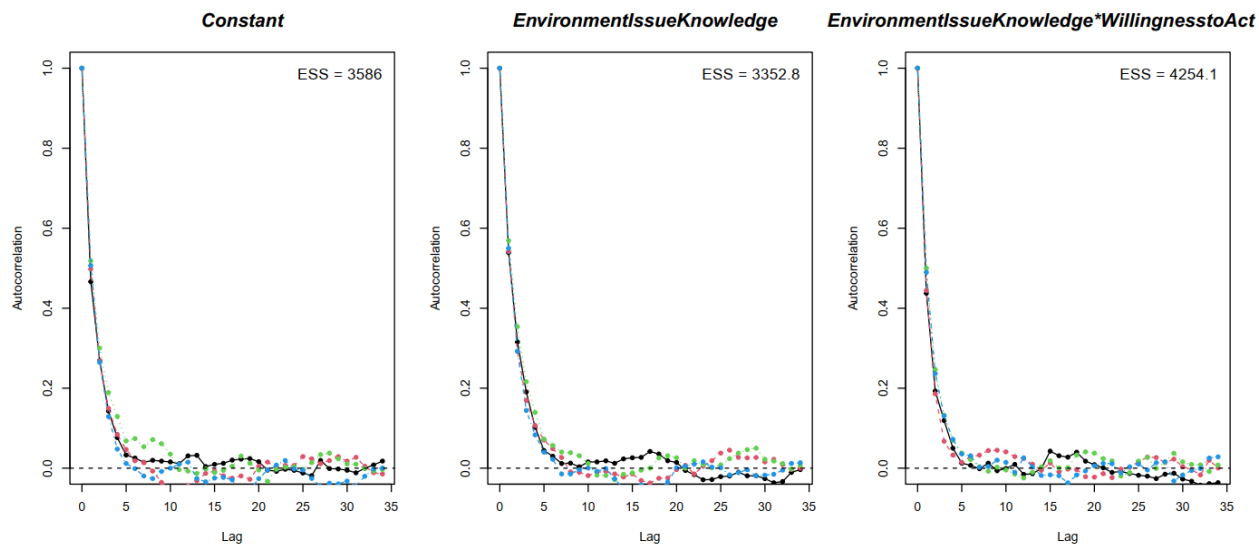 Constant
ESS = 3586
1.0
0.8
0.6
0.4
0.2
0.0
Autocorrelation
0 5 10 15 20 25 30 35
Lag
EnvironmentIssueKnowledge
ESS = 3352.8
1.0
0.8
0.6
0.4
0.2
0.0
Autocorrelation
0 5 10 15 20 25 30 35
Lag
EnvironmentIssueKnowledge*WillingnesstoAct
ESS = 4254.1
1.0
0.8
0.6
0.4
0.2
0.0
Autocorrelation
0 5 10 15 20 25 30 35
Lag